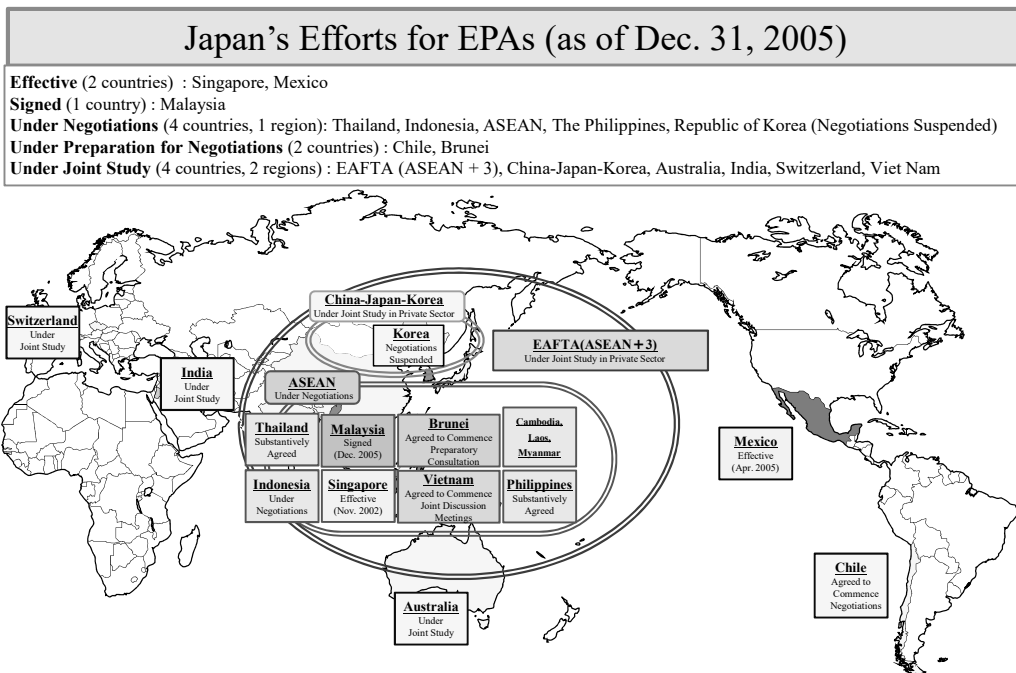 Japan's Efforts for EPAs (as of Dec. 31, 2005)
Effective (2 countries) : Singapore, Mexico
Signed (1 country) : Malaysia
Under Negotiations (4 countries, 1 region): Thailand, Indonesia, ASEAN, The Philippines, Republic of Korea (Negotiations Suspended)
Under Preparation for Negotiations (2 countries) : Chile, Brunei
Under Joint Study (4 countries, 2 regions) : EAFTA (ASEAN + 3), China-Japan-Korea, Australia, India, Switzerland, Viet Nam
China-Japan-Korea
Under Joint Study in Private Sector
Switzerland
Under
Joint Study
Korea
Negotiations
Suspended
EAFTA(ASEAN+3)
Under Joint Study in Private Sector
India
Under
Joint Study
ASEAN
Under Negotiations
Thailand
Substantively
Agreed
Malaysia
Signed
(Dec. 2005)
Brunei
Agreed to Commence
Preparatory
Consultation
Cambodia,
Laos,
Myanmar
Mexico
Effective
(Apr. 2005)
Indonesia
Under
Negotiations
Singapore
Effective
(Nov. 2002)
Vietnam
Agreed to Commence
Joint Discussion
Meetings
Philippines
Substantively
Agreed
Chile
Agreed to
Commence
Negotiations
Australia
Under
Joint Study